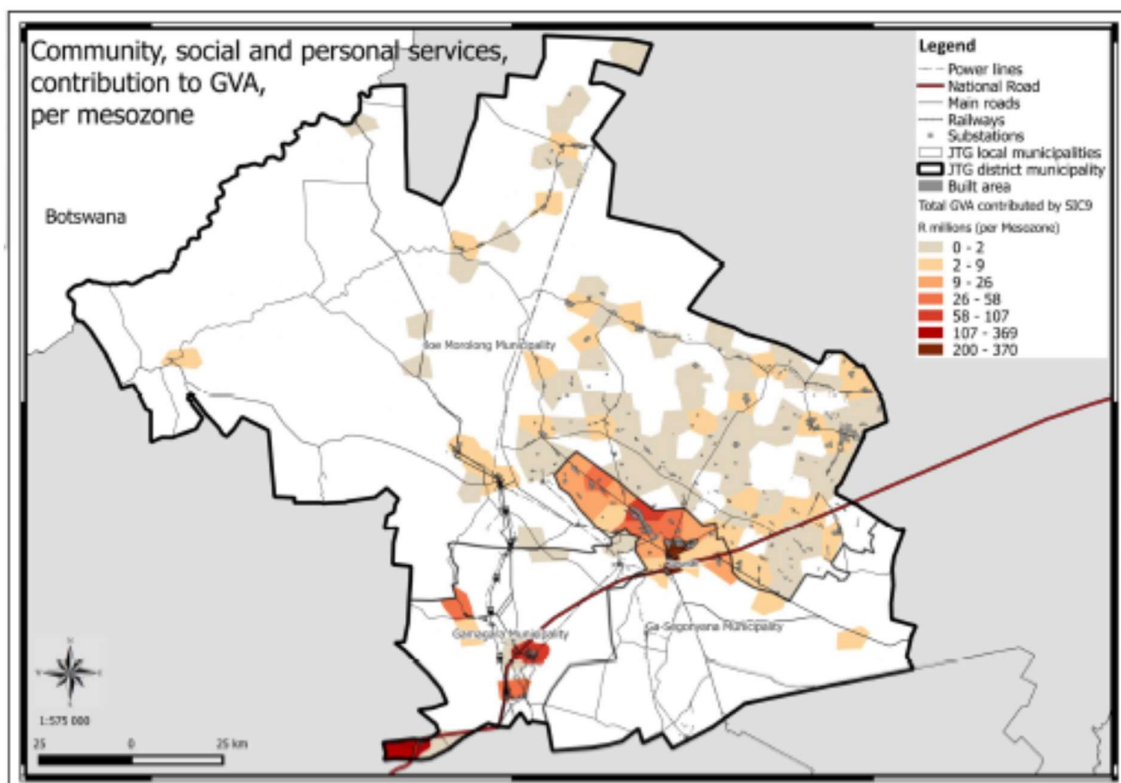 Community, social and personal services,
contribution to GVA,
per mesozone
Legend
Power lines
National Road
Main roads
Railways
Substations
JTG local municipalities
JTG district municipality
Built area
Total GVA contributed by SIC9
R millions (per Mesozone)
0 - 2
2 - 9
9 - 26
26 - 58
58 - 107
107 - 369
200 - 370
Botswana
Joe Morolong Municipality
Gamagara Municipality
Ga-Segonyana Municipality
N
1:575 000
25 0 25 km